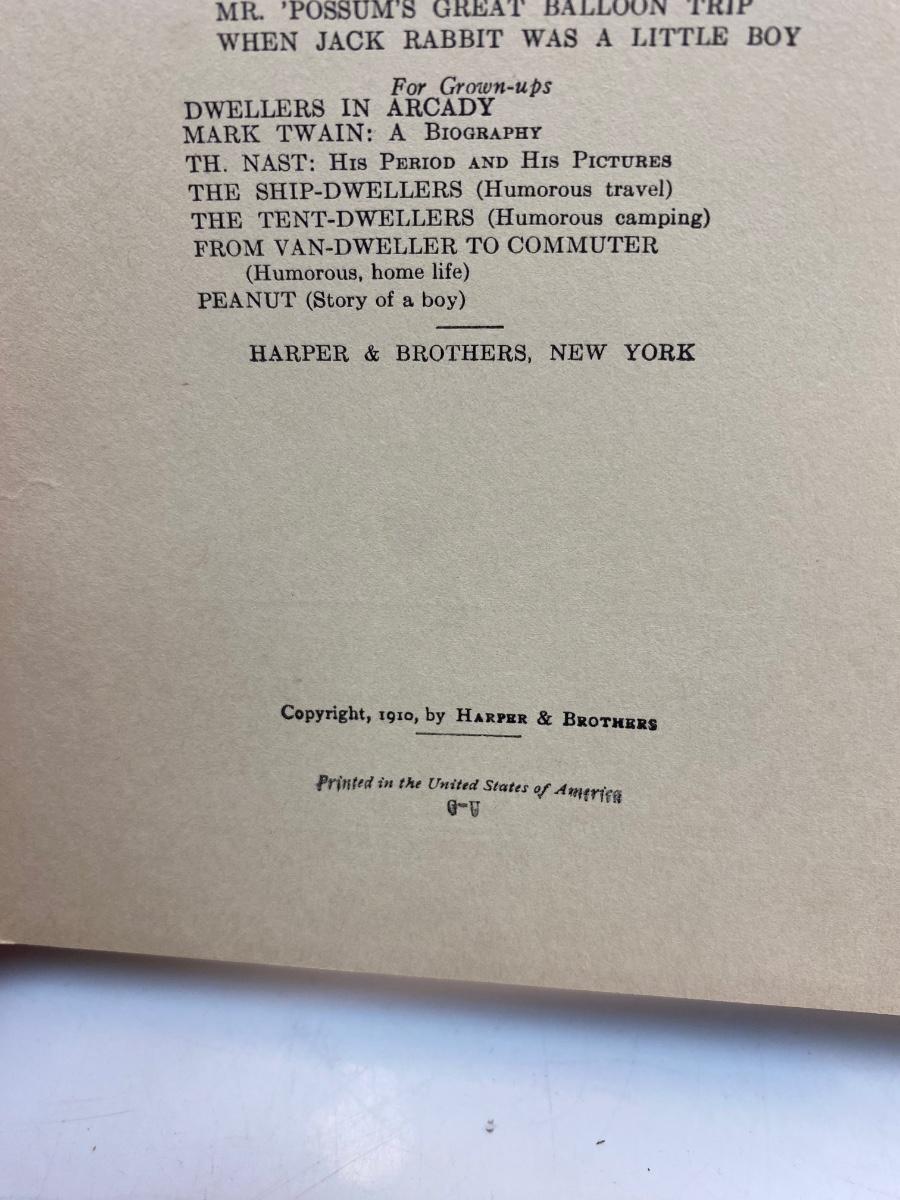 MR. 'POSSUM'S GREAT BALLOON TRIP
WHEN JACK RABBIT WAS A LITTLE BOY
For Grown-ups
DWELLERS IN ARCADY
MARK TWAIN: A BIOGRAPHY
TH. NAST: HIS PERIOD AND HIS PICTURES
THE SHIP-DWELLERS (Humorous travel)
THE TENT-DWELLERS (Humorous camping)
FROM VAN-DWELLER TO COMMUTER
(Humorous, home life)
PEANUT (Story of a boy)
HARPER & BROTHERS, NEW YORK
Copyright, 1910, by HARPER & BROTHERS
Printed in the United States of America
G-U